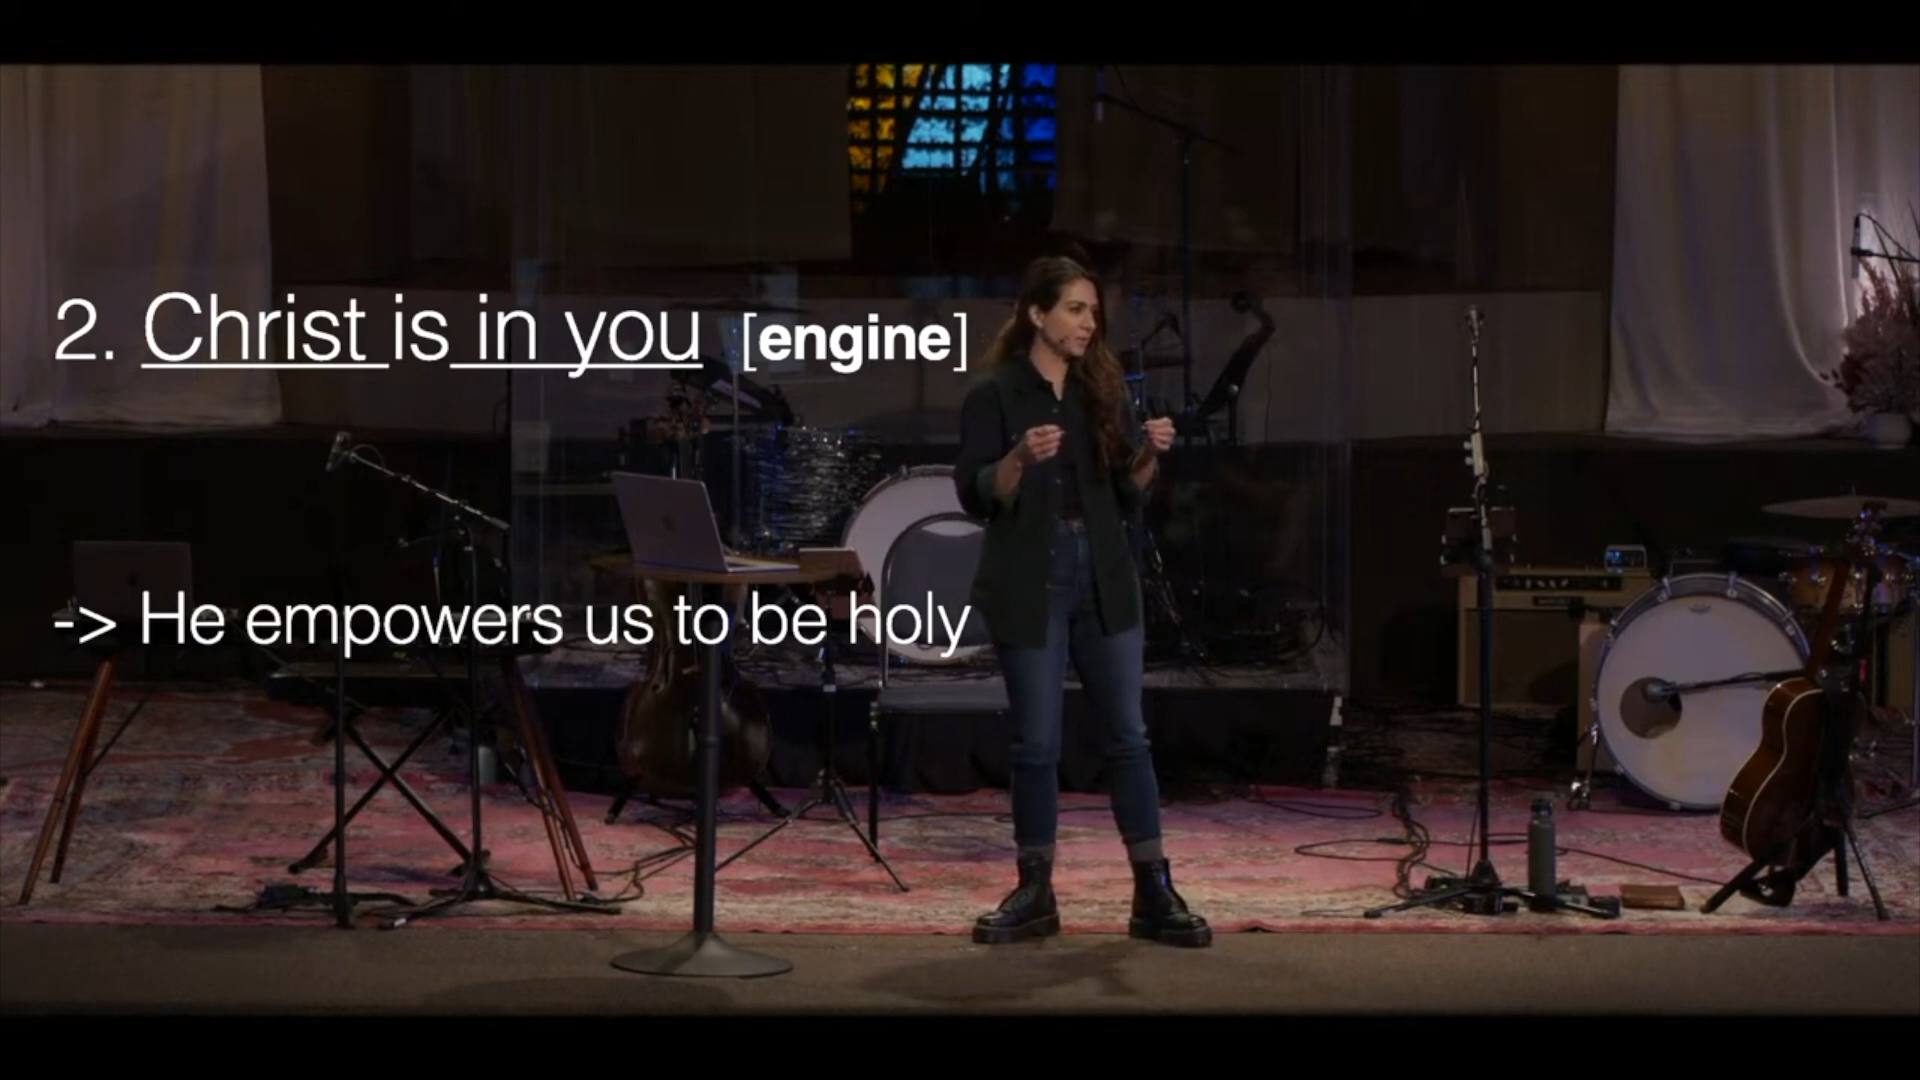 2. Christ is in you [engine]
-> He empowers us to be holy